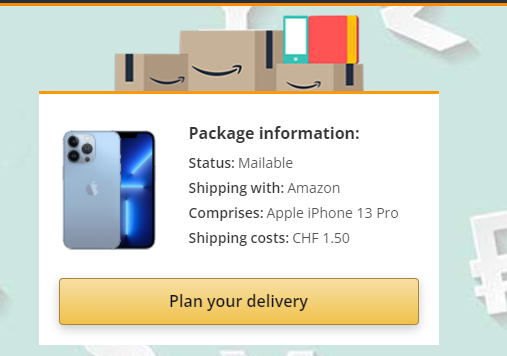 Package information:
Status: Mailable
Shipping with: Amazon
Comprises: Apple iPhone 13 Pro
Shipping costs: CHF 1.50
Plan your delivery